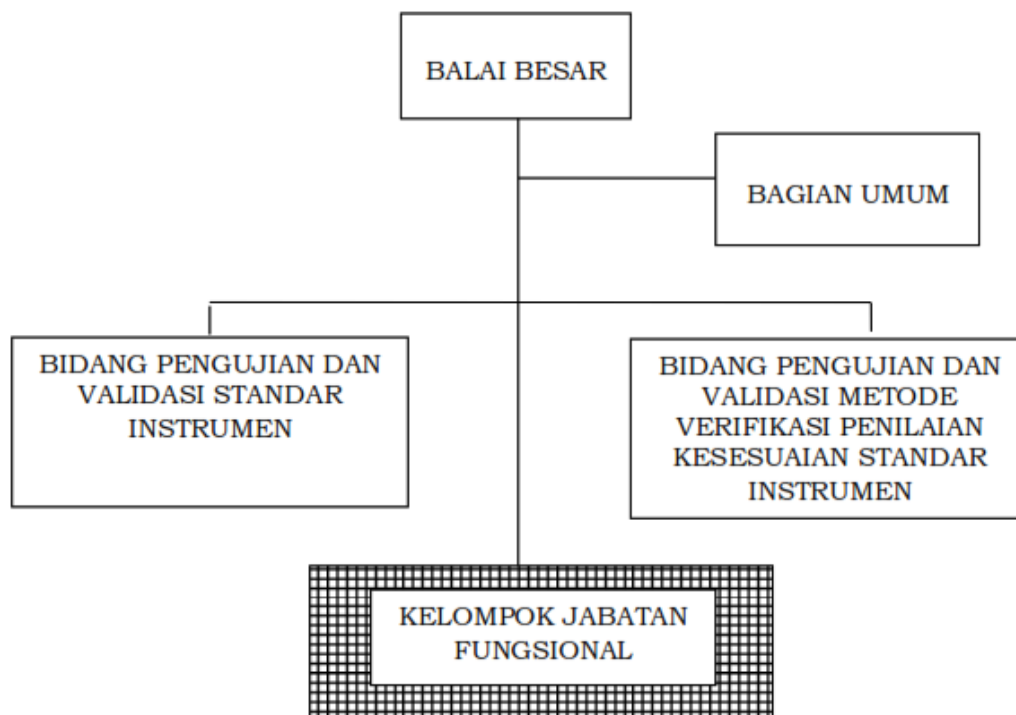 BALAI BESAR
BAGIAN UMUM
BIDANG PENGUJIAN DAN
VALIDASI STANDAR
INSTRUMEN
BIDANG PENGUJIAN DAN
VALIDASI METODE
VERIFIKASI PENILAIAN
KESESUAIAN STANDAR
INSTRUMEN
KELOMPOK JABATAN
FUNGSIONAL